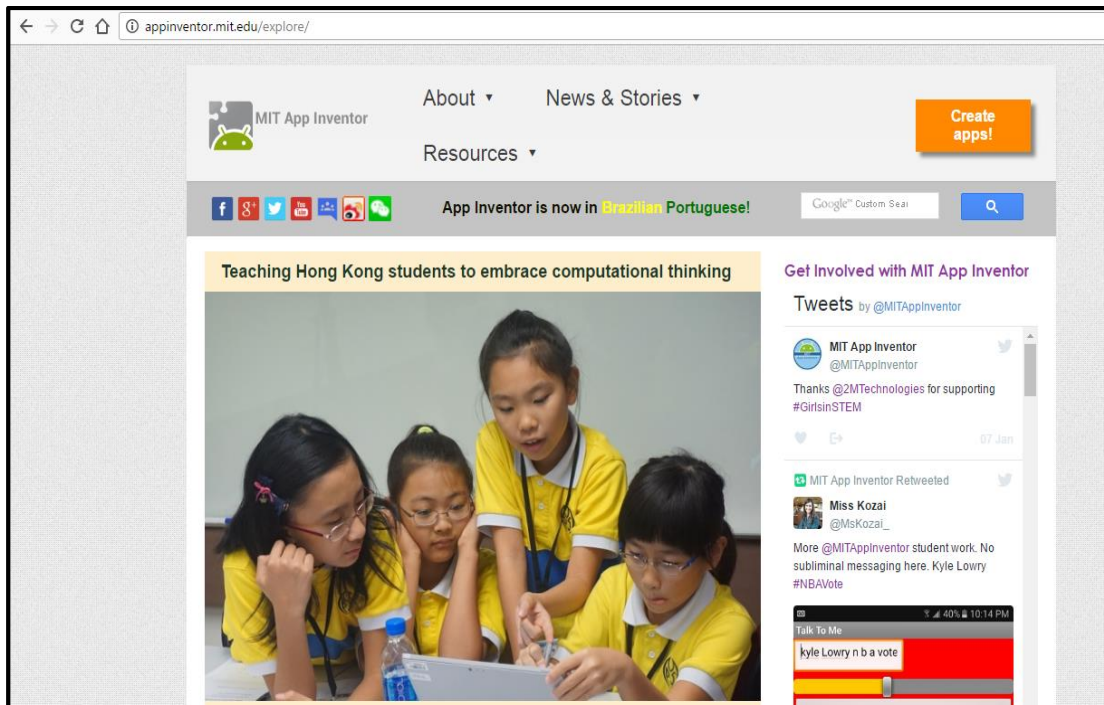 appinventor.mit.edu/explore/
MIT App Inventor
About ▾ News & Stories ▾
Resources ▾
Create
apps!
App Inventor is now in Brazilian Portuguese!
Google™ Custom Sear
Teaching Hong Kong students to embrace computational thinking
Get Involved with MIT App Inventor
Tweets by @MITAppInventor
MIT App Inventor
@MITAppInventor
Thanks @2MTechnologies for supporting
#GirlsinSTEM
07 Jan
MIT App Inventor Retweeted
Miss Kozai
@MsKozai_
More @MITAppInventor student work. No
subliminal messaging here. Kyle Lowry
#NBAVote
40% 10:14 PM
Talk To Me
kyle Lowry n b a vote